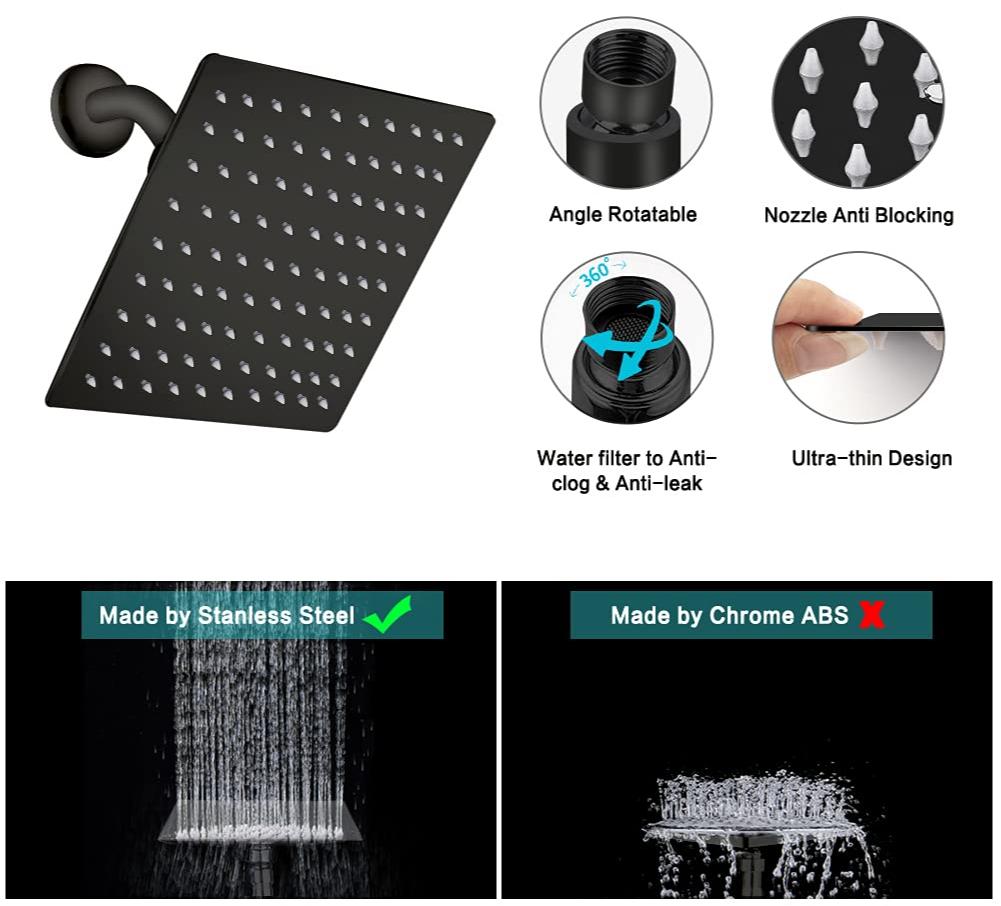 Angle Rotatable
Nozzle Anti Blocking
360°
Water filter to Anti-
clog & Anti-leak
Ultra-thin Design
Made by Stanless Steel
Made by Chrome ABS